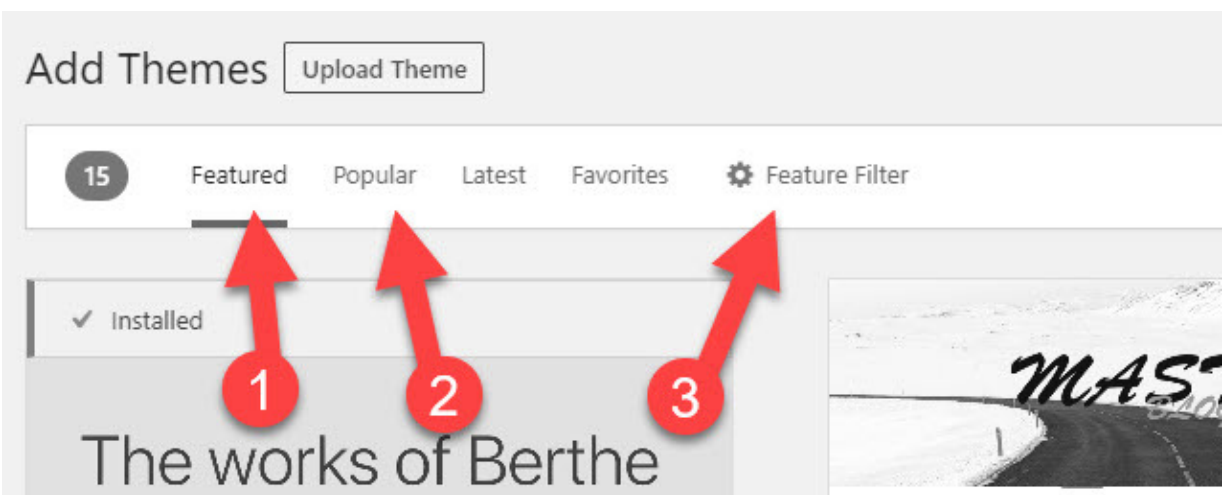 Add Themes Upload Theme
15 Featured Popular Latest Favorites Feature Filter
Installed
1 2 3
MAST
The works of Berthe